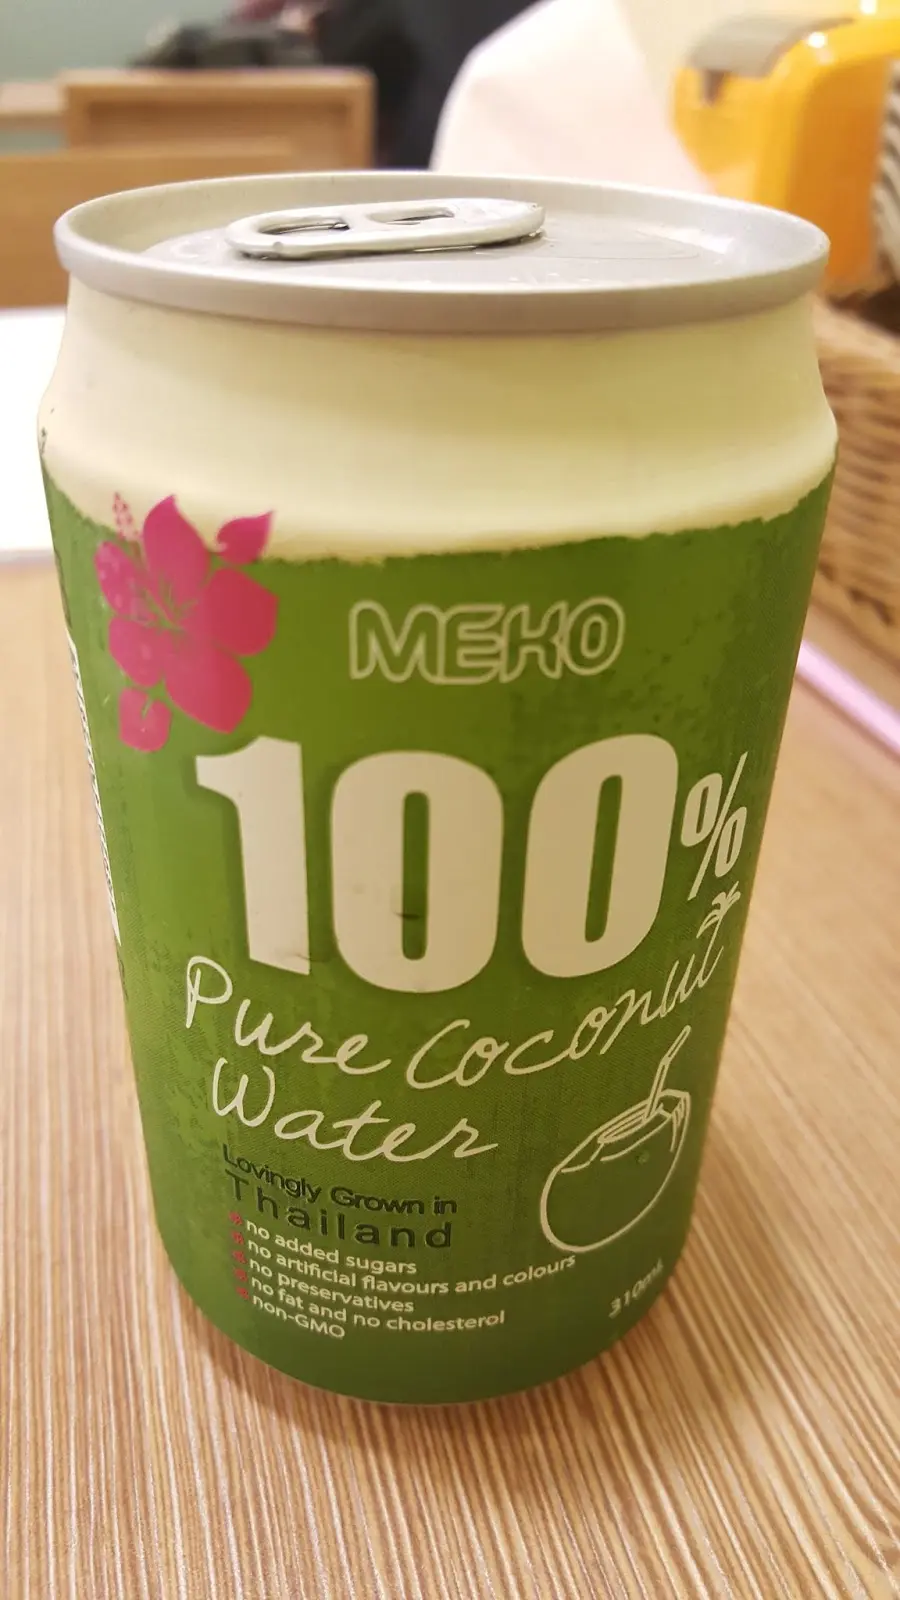 MEKO
100%
Pure Coconut
Water
Lovingly Grown in
Thailand
no added sugars
no artificial flavours and colours
no preservatives
no fat and no cholesterol
non-GMO
310mL